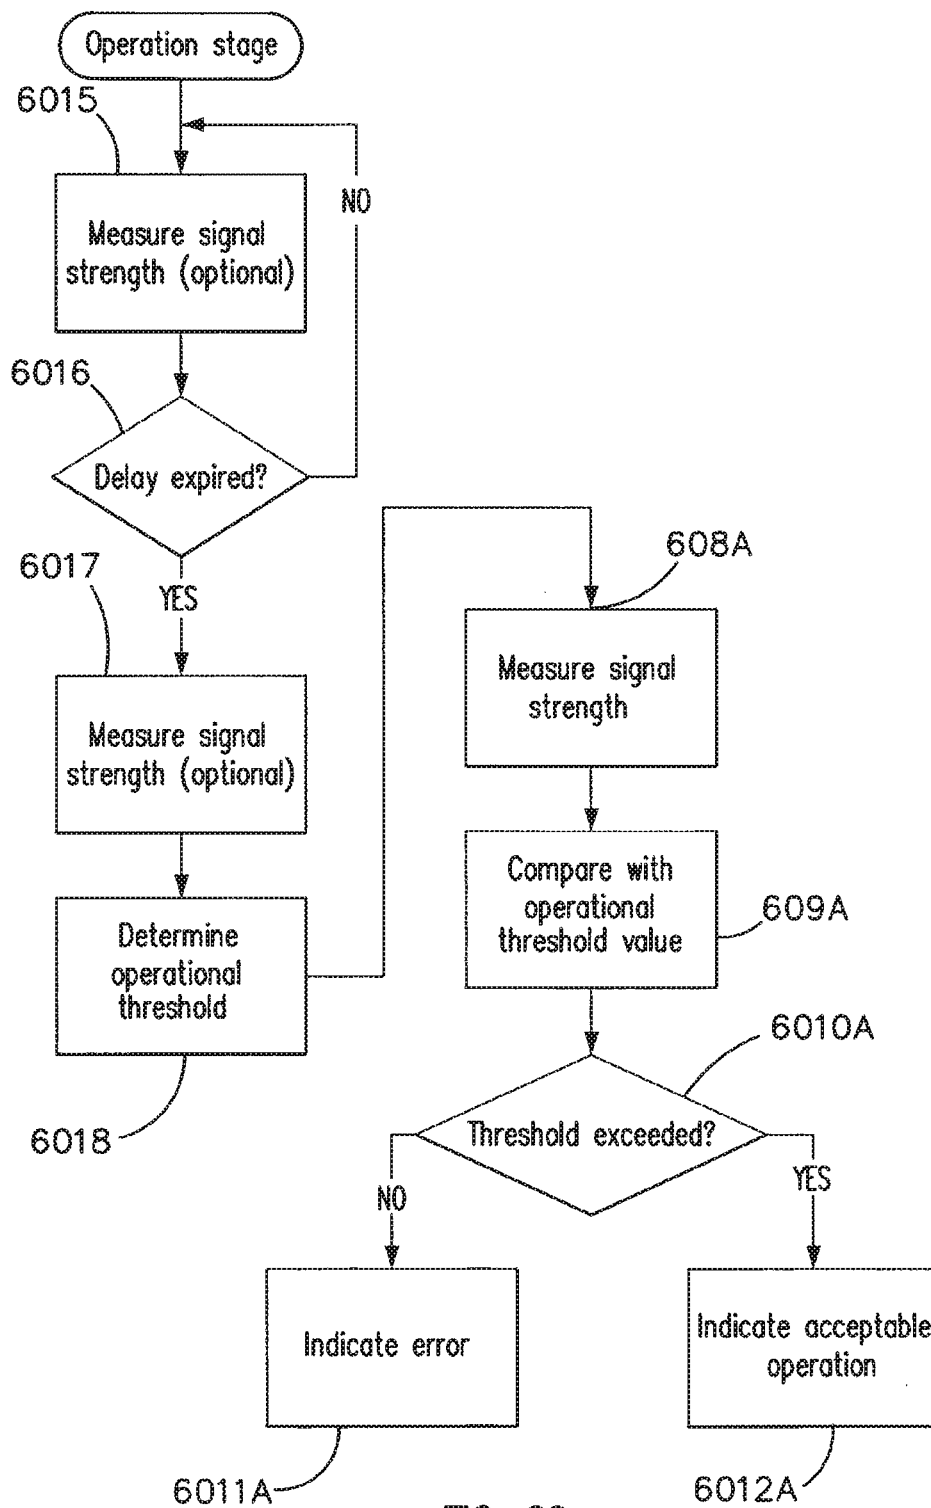 Operation stage
6015
NO
Measure signal
strength (optional)
6016
Delay expired?
6017
YES
Measure signal
strength (optional)
Determine
operational
threshold
6018
608A
Measure signal
strength
Compare with
operational
threshold value
609A
6010A
Threshold exceeded?
NO
YES
Indicate error
Indicate acceptable
operation
6011A
6012A